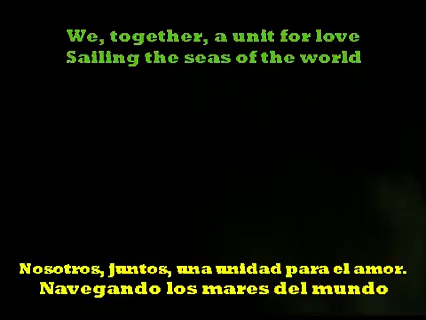 We, together, a unit for love
Sailing the seas of the world
Nosotros, juntos, una unidad para el amor.
Navegando los mares del mundo